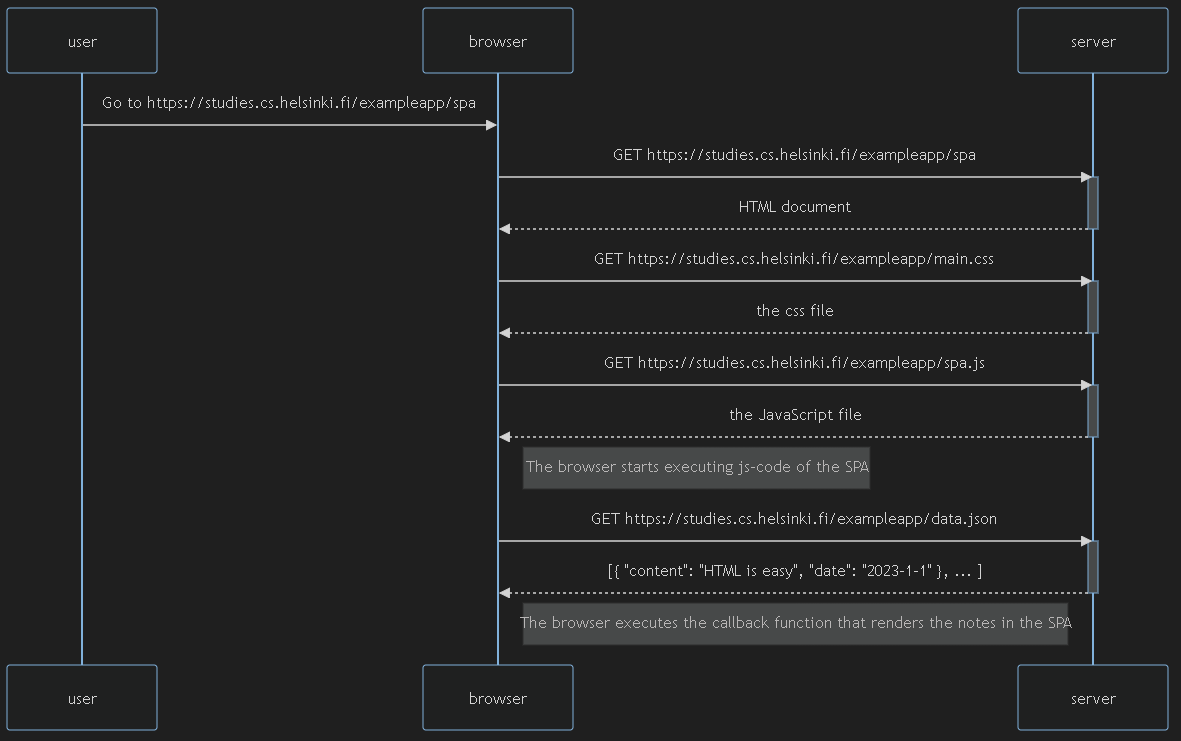 user
browser
server
Go to https://studies.cs.helsinki.fi/exampleapp/spa
GET https://studies.cs.helsinki.fi/exampleapp/spa
HTML document
GET https://studies.cs.helsinki.fi/exampleapp/main.css
the css file
GET https://studies.cs.helsinki.fi/exampleapp/spa.js
the JavaScript file
The browser starts executing js-code of the SPA
GET https://studies.cs.helsinki.fi/exampleapp/data.json
[{ "content": "HTML is easy", "date": "2023-1-1" }, ... ]
The browser executes the callback function that renders the notes in the SPA
user
browser
server